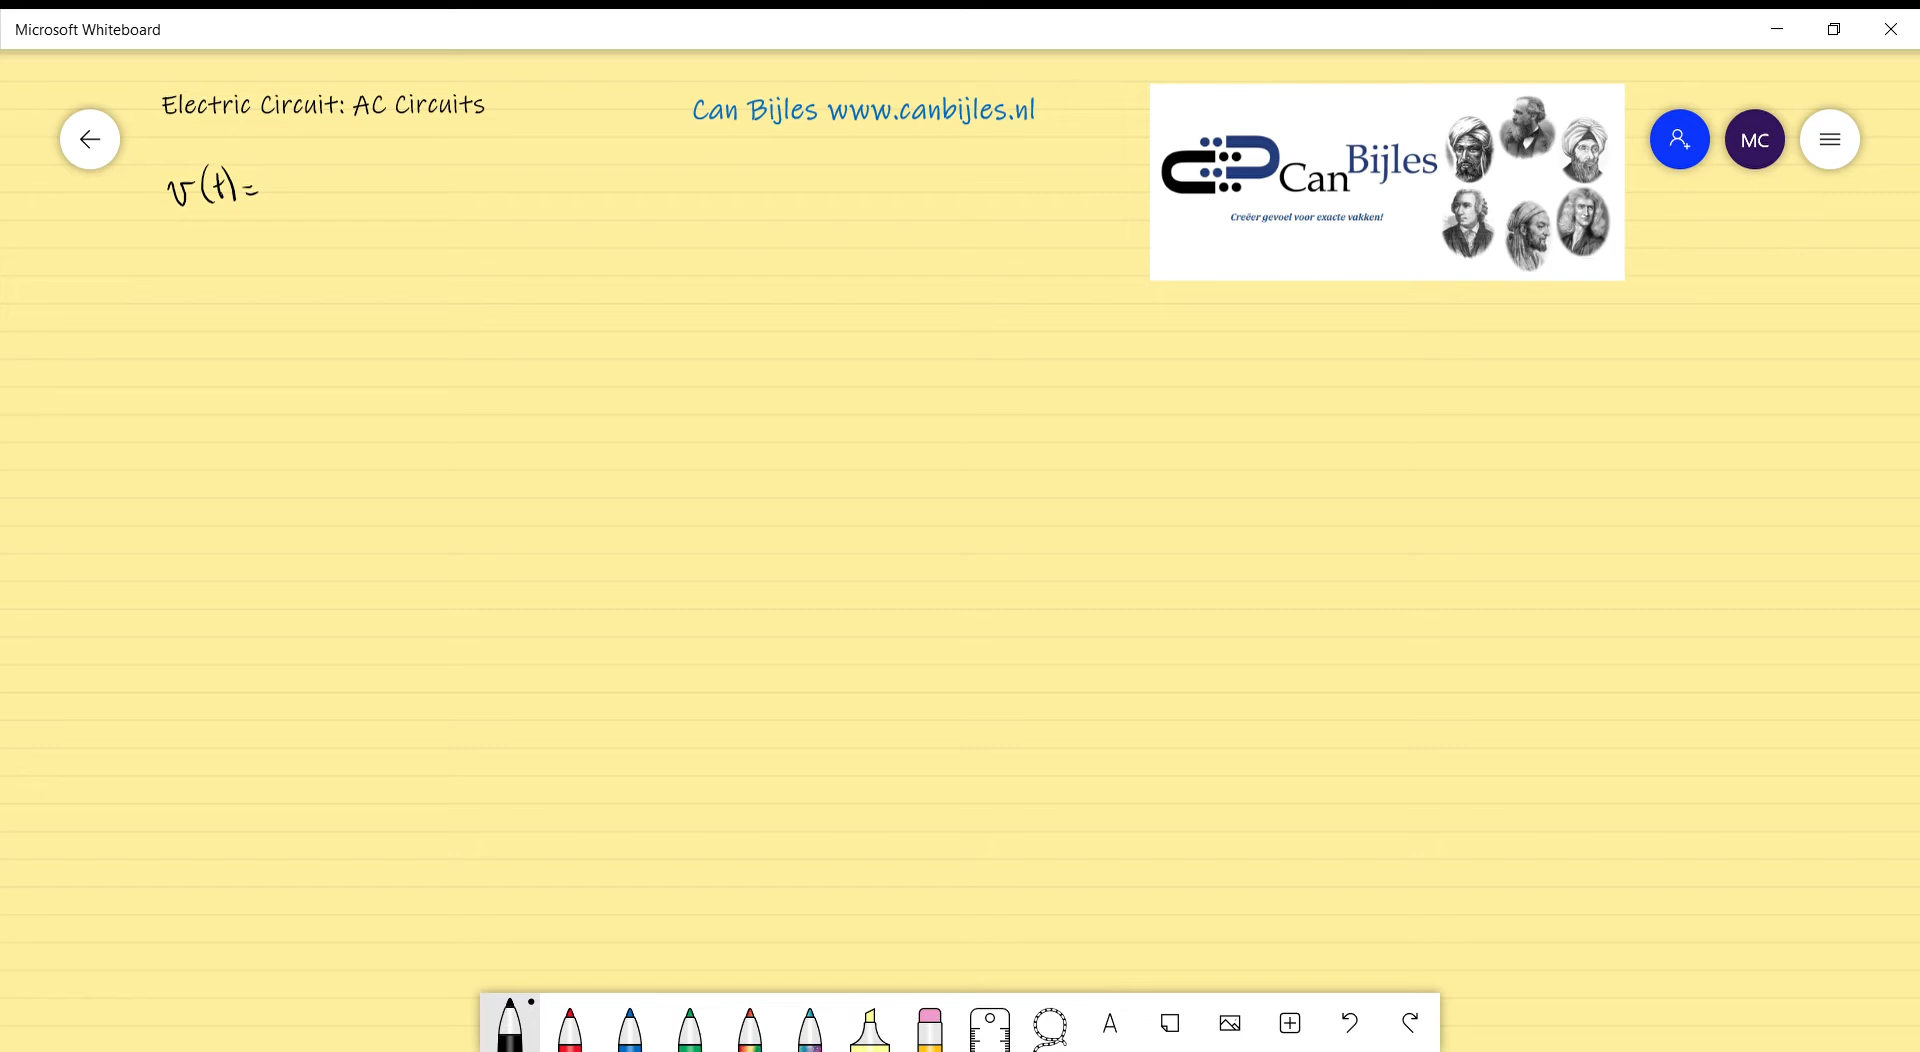 Microsoft Whiteboard
Electric Circuit: AC Circuits
Can Bijles www.canbijles.nl
Can Bijles
Creëer gevoel voor exacte vakken!
MC
v(t)=
A